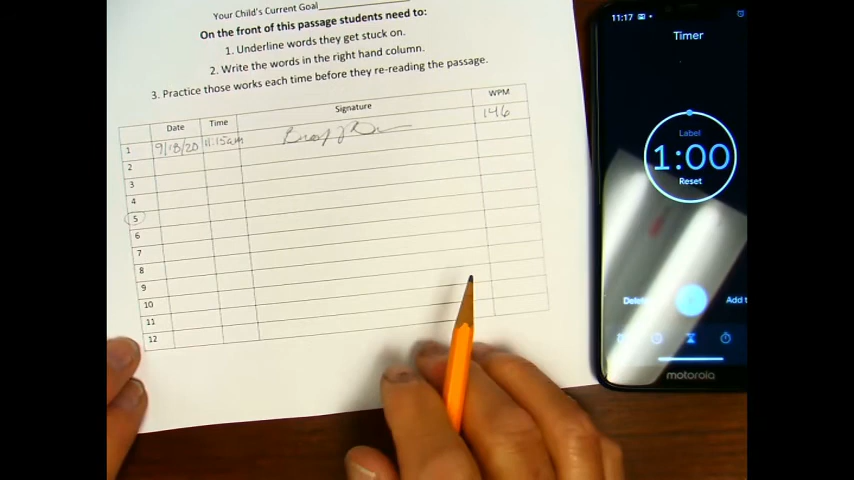 Your Child's Current Goal
On the front of this passage students need to:
1. Underline words they get stuck on.
2. Write the words in the right hand column.
3. Practice those works each time before they re-reading the passage.
Date Time Signature WPM
1 9/18/20 11:15am 146
2
3
4
5
6
7
8
9
10
11
12
11:17
Timer
Label
1:00
Reset
Delet
Add t
motorola